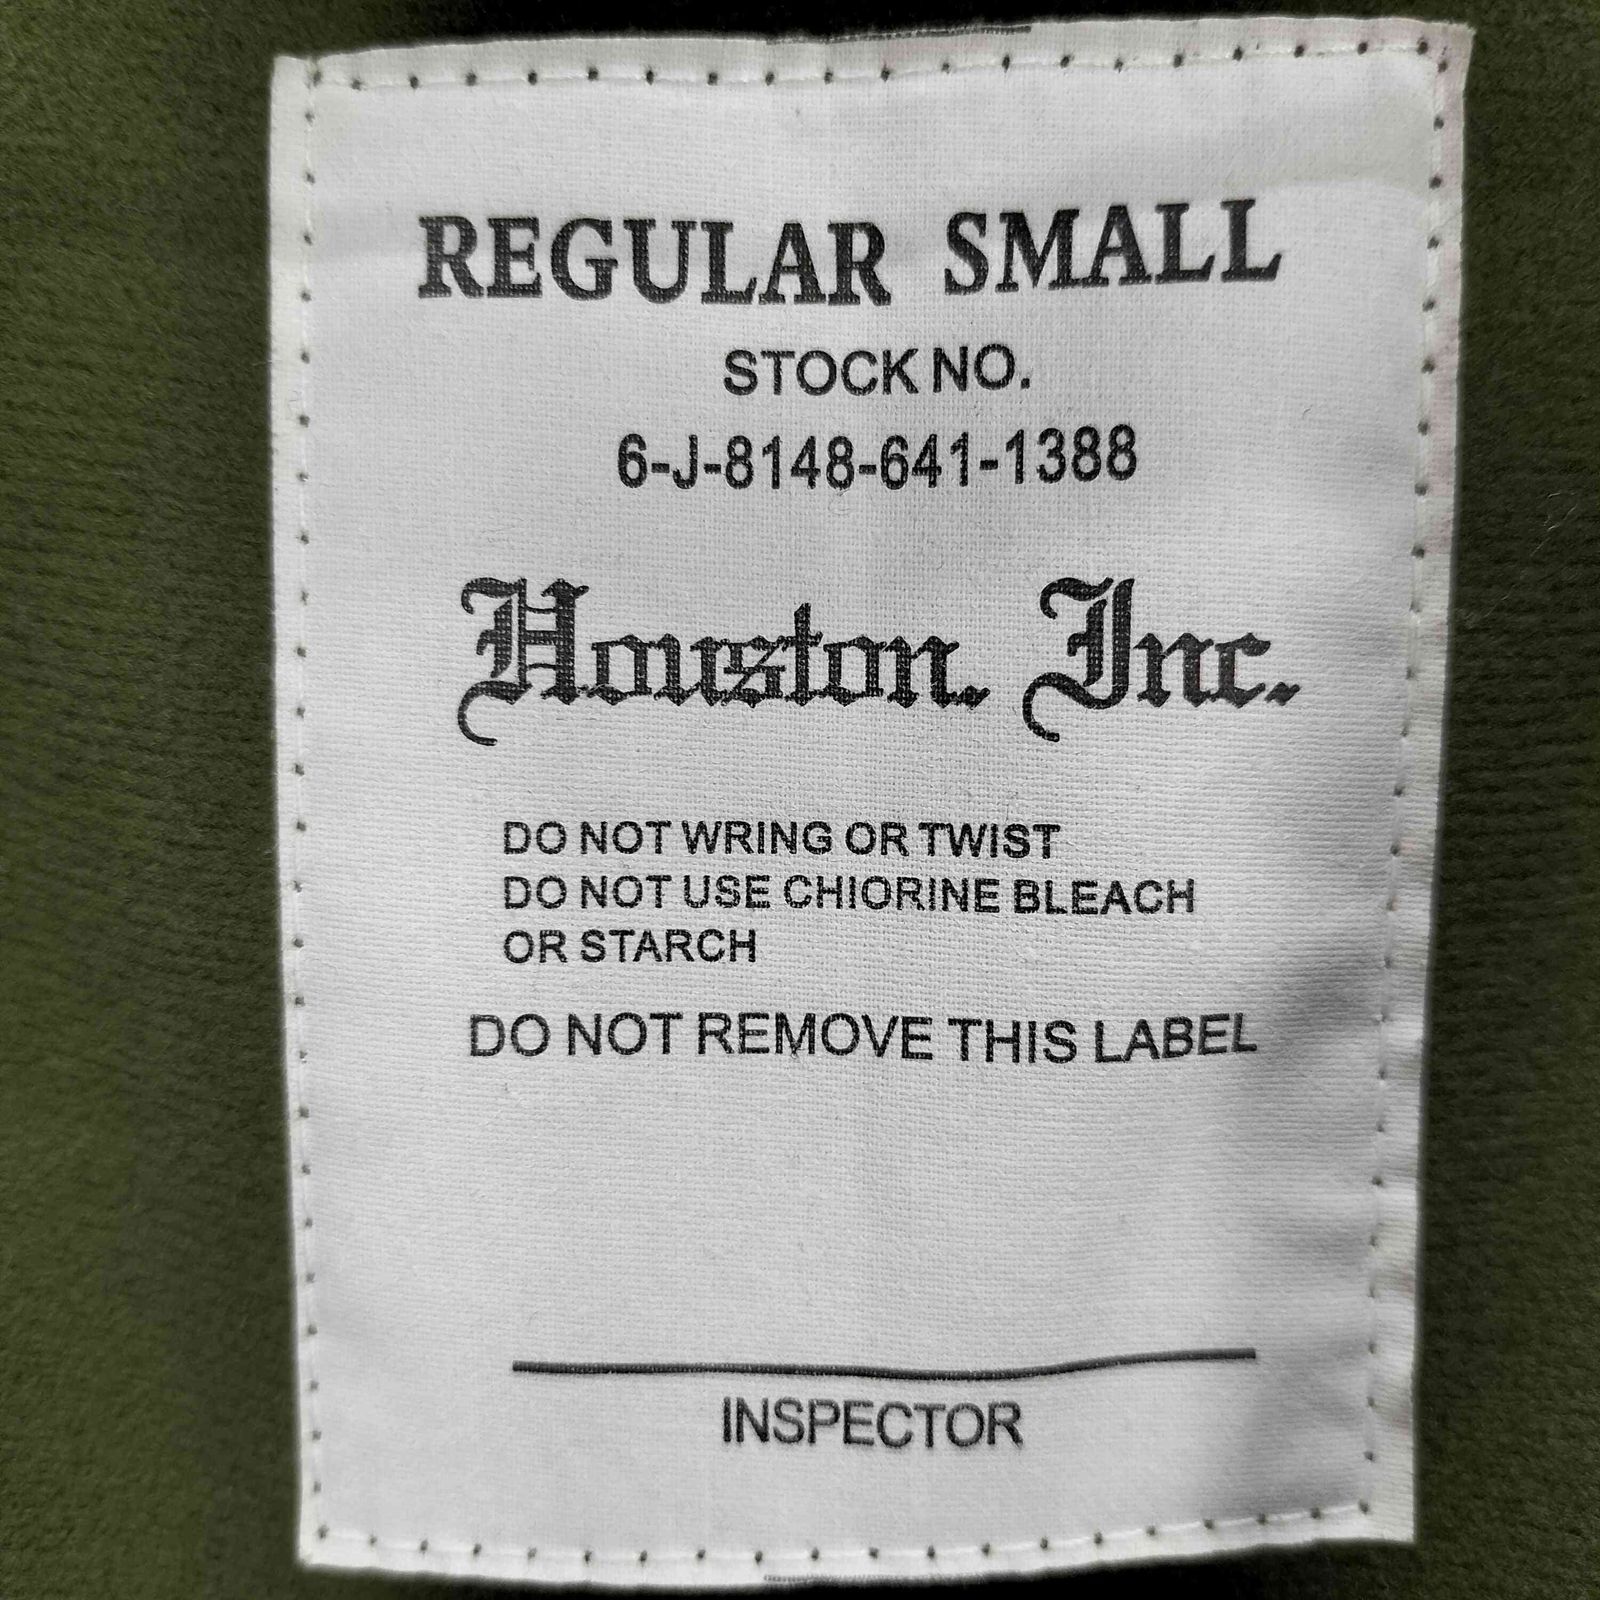 REGULAR SMALL
STOCK NO.
6-J-8148-641-1388
Houston. Inc.
DO NOT WRING OR TWIST
DO NOT USE CHIORINE BLEACH
OR STARCH
DO NOT REMOVE THIS LABEL
INSPECTOR